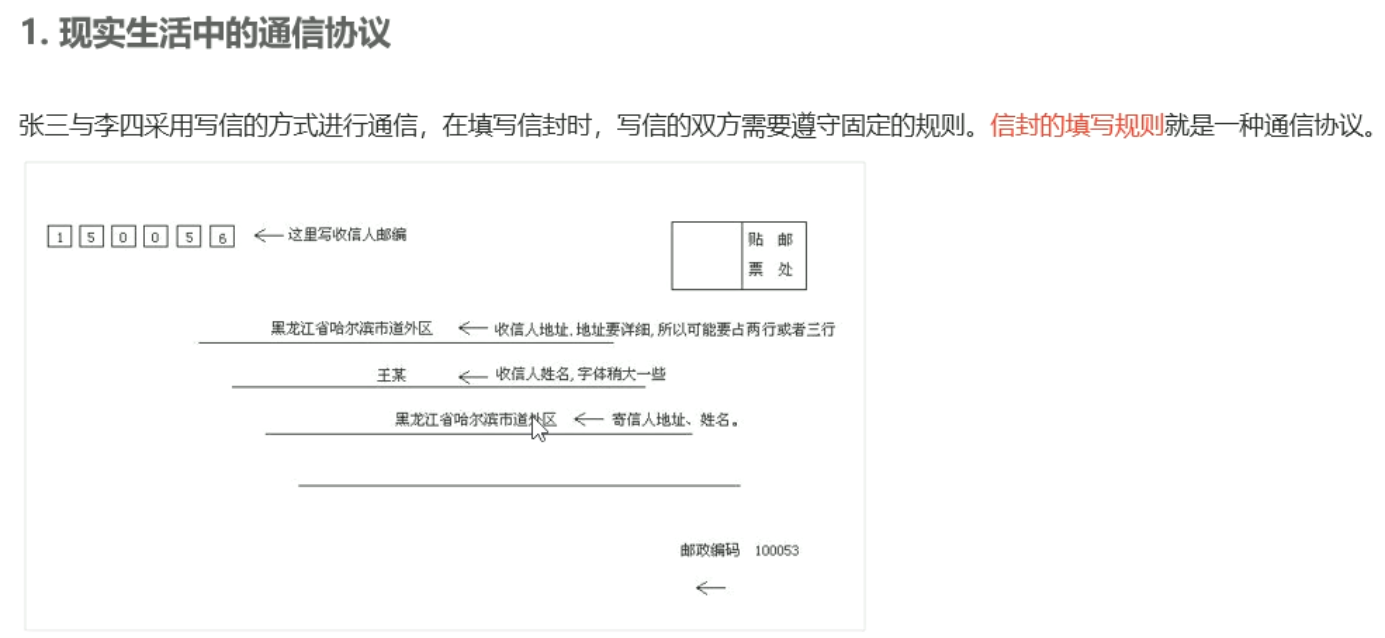 1. 现实生活中的通信协议
张三与李四采用写信的方式进行通信，在填写信封时，写信的双方需要遵守固定的规则。信封的填写规则就是一种通信协议。
1 5 0 0 5 6 ← 这里写收信人邮编
贴 邮
票 处
黑龙江省哈尔滨市道外区 ← 收信人地址.地址要详细,所以可能要占两行或者三行
王某 ← 收信人姓名,字体稍大一些
黑龙江省哈尔滨市道外区 ← 寄信人地址、姓名。
邮政编码 100053
←